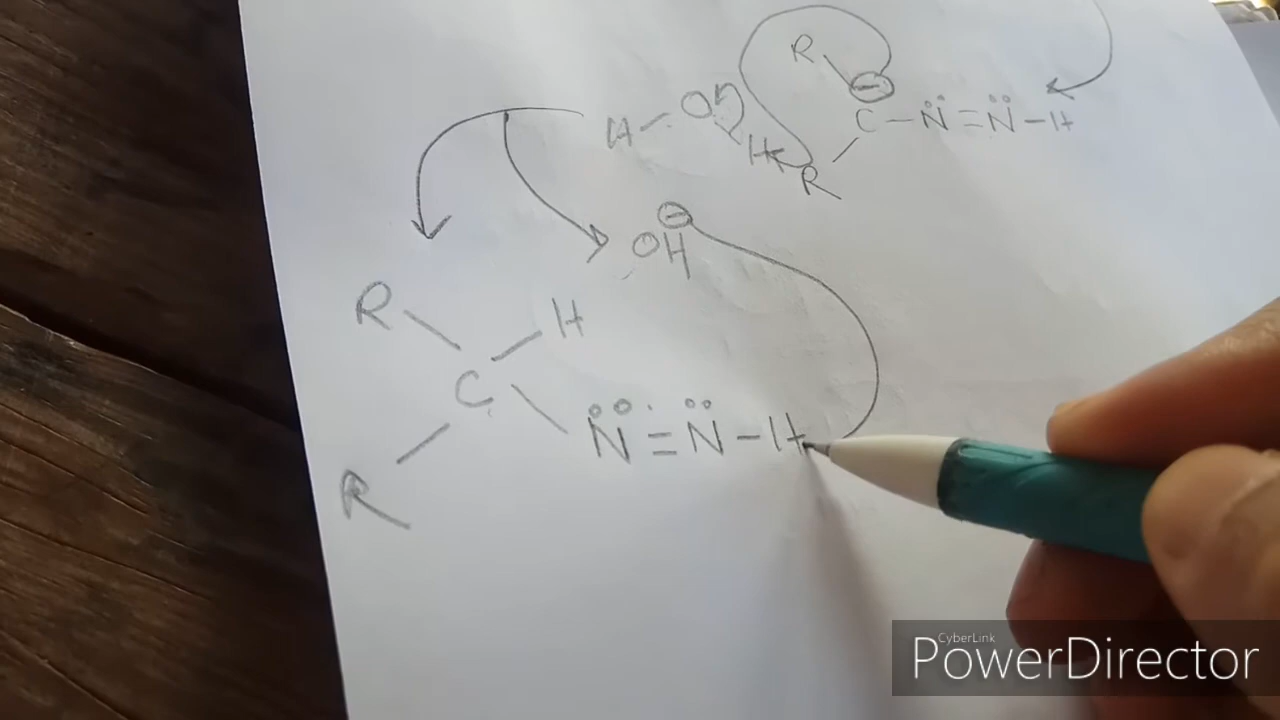 R
⊖
H – O – H C – N̈ = N̈ – H
R
⊖
OH
R H
C
N̈ = N̈ – H
R
CyberLink
PowerDirector